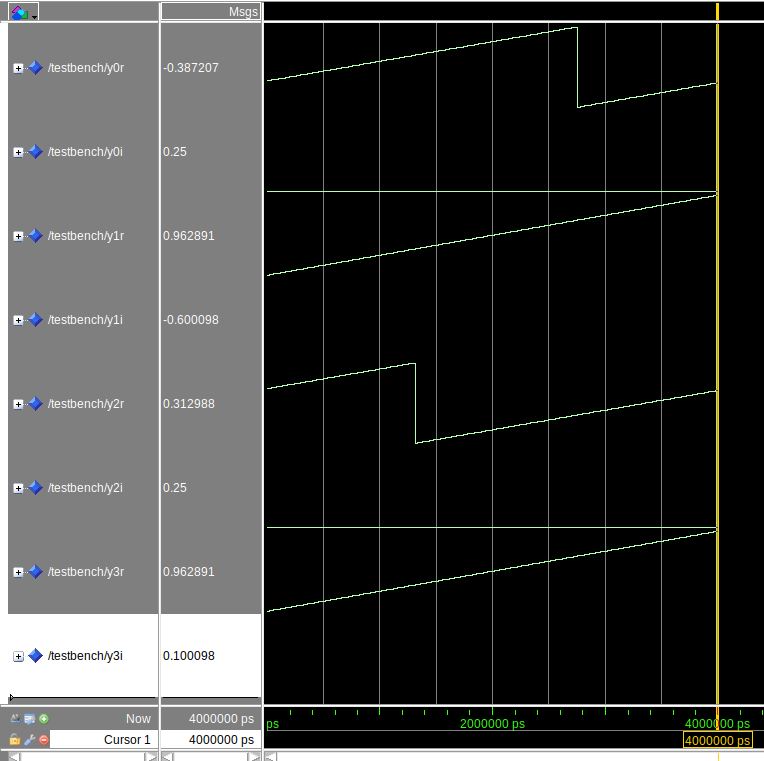 Msgs
/testbench/y0r -0.387207
/testbench/y0i 0.25
/testbench/y1r 0.962891
/testbench/y1i -0.600098
/testbench/y2r 0.312988
/testbench/y2i 0.25
/testbench/y3r 0.962891
/testbench/y3i 0.100098
Now 4000000 ps ps 2000000 ps 4000000 ps
Cursor 1 4000000 ps 4000000 ps